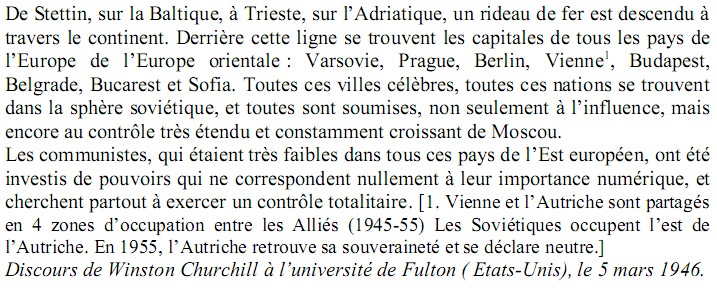 De Stettin, sur la Baltique, à Trieste, sur l’Adriatique, un rideau de fer est descendu à
travers le continent. Derrière cette ligne se trouvent les capitales de tous les pays de
l’Europe de l’Europe orientale : Varsovie, Prague, Berlin, Vienne¹, Budapest,
Belgrade, Bucarest et Sofia. Toutes ces villes célèbres, toutes ces nations se trouvent
dans la sphère soviétique, et toutes sont soumises, non seulement à l’influence, mais
encore au contrôle très étendu et constamment croissant de Moscou.
Les communistes, qui étaient très faibles dans tous ces pays de l’Est européen, ont été
investis de pouvoirs qui ne correspondent nullement à leur importance numérique, et
cherchent partout à exercer un contrôle totalitaire. [1. Vienne et l’Autriche sont partagés
en 4 zones d’occupation entre les Alliés (1945-55) Les Soviétiques occupent l’est de
l’Autriche. En 1955, l’Autriche retrouve sa souveraineté et se déclare neutre.]
Discours de Winston Churchill à l’université de Fulton ( Etats-Unis), le 5 mars 1946.